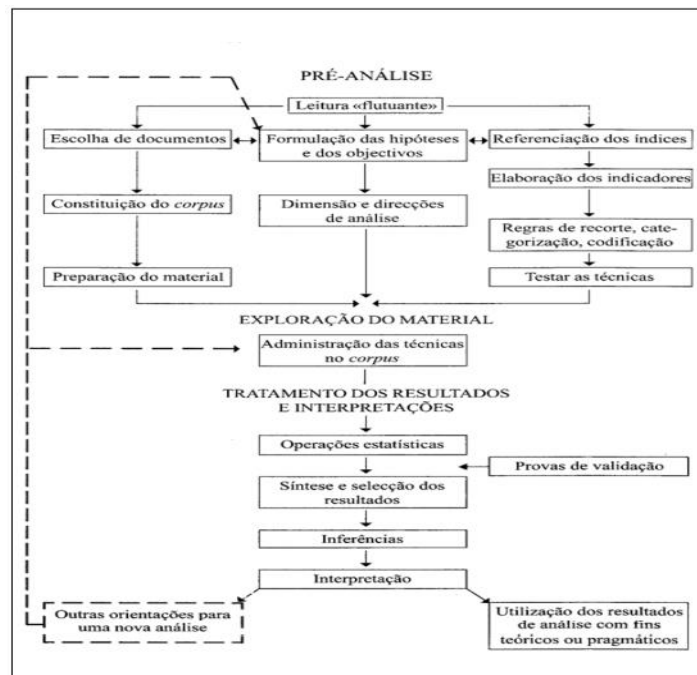 PRÉ-ANÁLISE
Leitura «flutuante»
Escolha de documentos
Formulação das hipóteses
e dos objectivos
Referenciação dos índices
Elaboração dos indicadores
Constituição do corpus
Dimensão e direcções
de análise
Regras de recorte, cate-
gorização, codificação
Preparação do material
Testar as técnicas
EXPLORAÇÃO DO MATERIAL
Administração das técnicas
no corpus
TRATAMENTO DOS RESULTADOS
E INTERPRETAÇÕES
Operações estatísticas
Provas de validação
Síntese e selecção dos
resultados
Inferências
Interpretação
Outras orientações para
uma nova análise
Utilização dos resultados
de análise com fins
teóricos ou pragmáticos